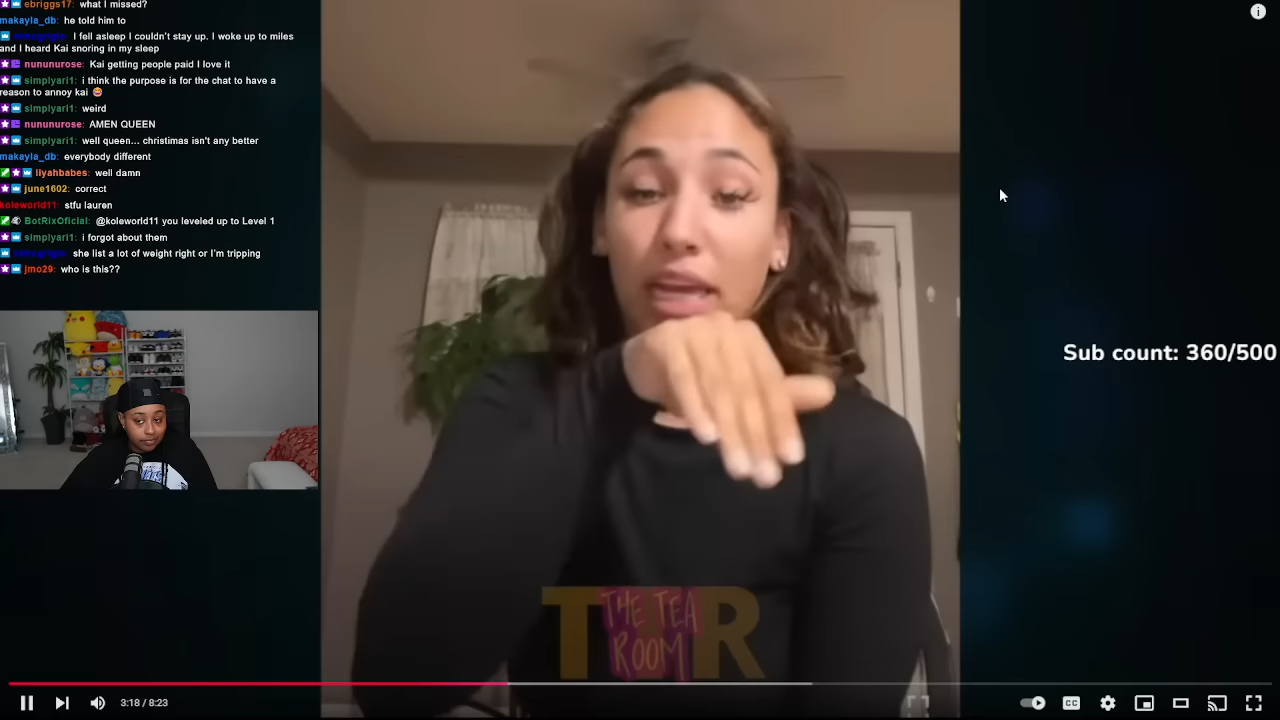 ebriggs17: what I missed?
makayla_db: he told him to
I fell asleep I couldn't stay up. I woke up to miles
and I heard Kai snoring in my sleep
nununurose: Kai getting people paid I love it
simplyari1: i think the purpose is for the chat to have a
reason to annoy kai
simplyari1: weird
nununurose: AMEN QUEEN
simplyari1: well queen... christimas isn't any better
makayla_db: everybody different
liyahbabes: well damn
june1602: correct
koleworld11: stfu lauren
BotRixOficial: @koleworld11 you leveled up to Level 1
simplyari1: i forgot about them
she list a lot of weight right or I'm tripping
jmo29: who is this??
Sub count: 360/500
THE TEA
ROOM
T R
3:18 / 8:23
CC